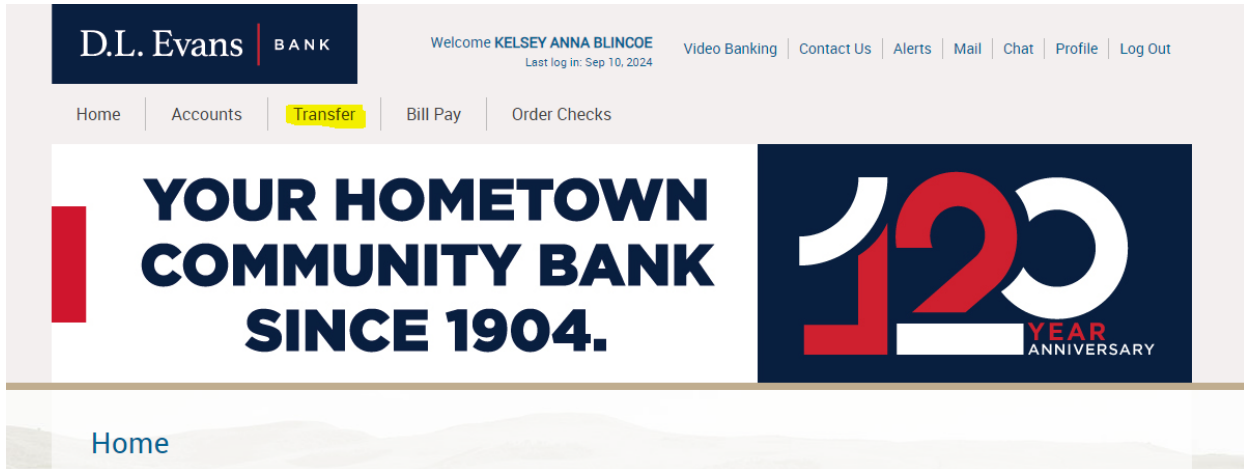 D.L. Evans BANK
Welcome KELSEY ANNA BLINCOE
Last log in: Sep 10, 2024
Video Banking Contact Us Alerts Mail Chat Profile Log Out
Home Accounts Transfer Bill Pay Order Checks
YOUR HOMETOWN
COMMUNITY BANK
SINCE 1904.
120
YEAR
ANNIVERSARY
Home